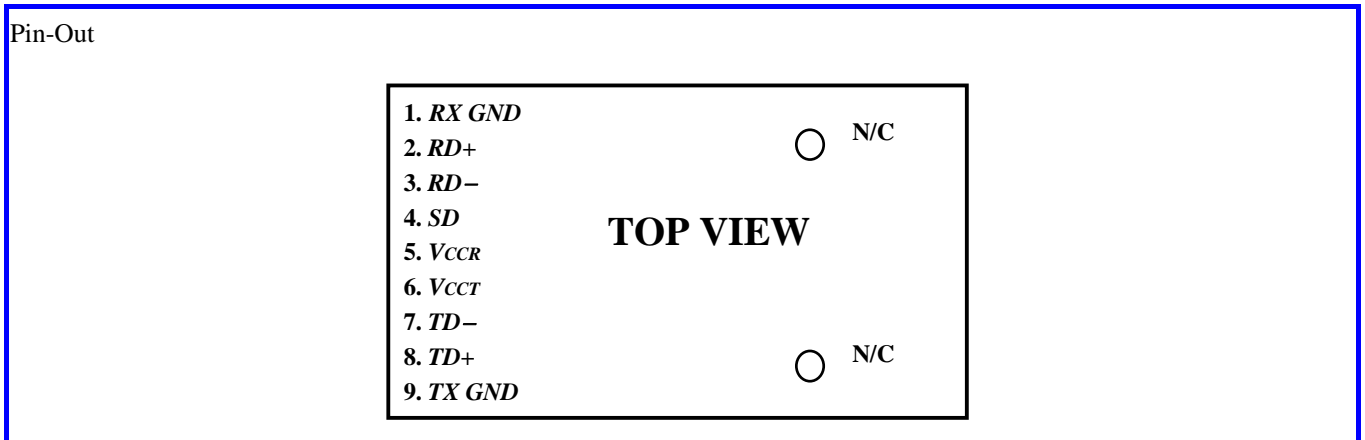 Pin-Out
1. RX GND
2. RD+
3. RD−
4. SD
5. VCCR
6. VCCT
7. TD−
8. TD+
9. TX GND
TOP VIEW
N/C
N/C